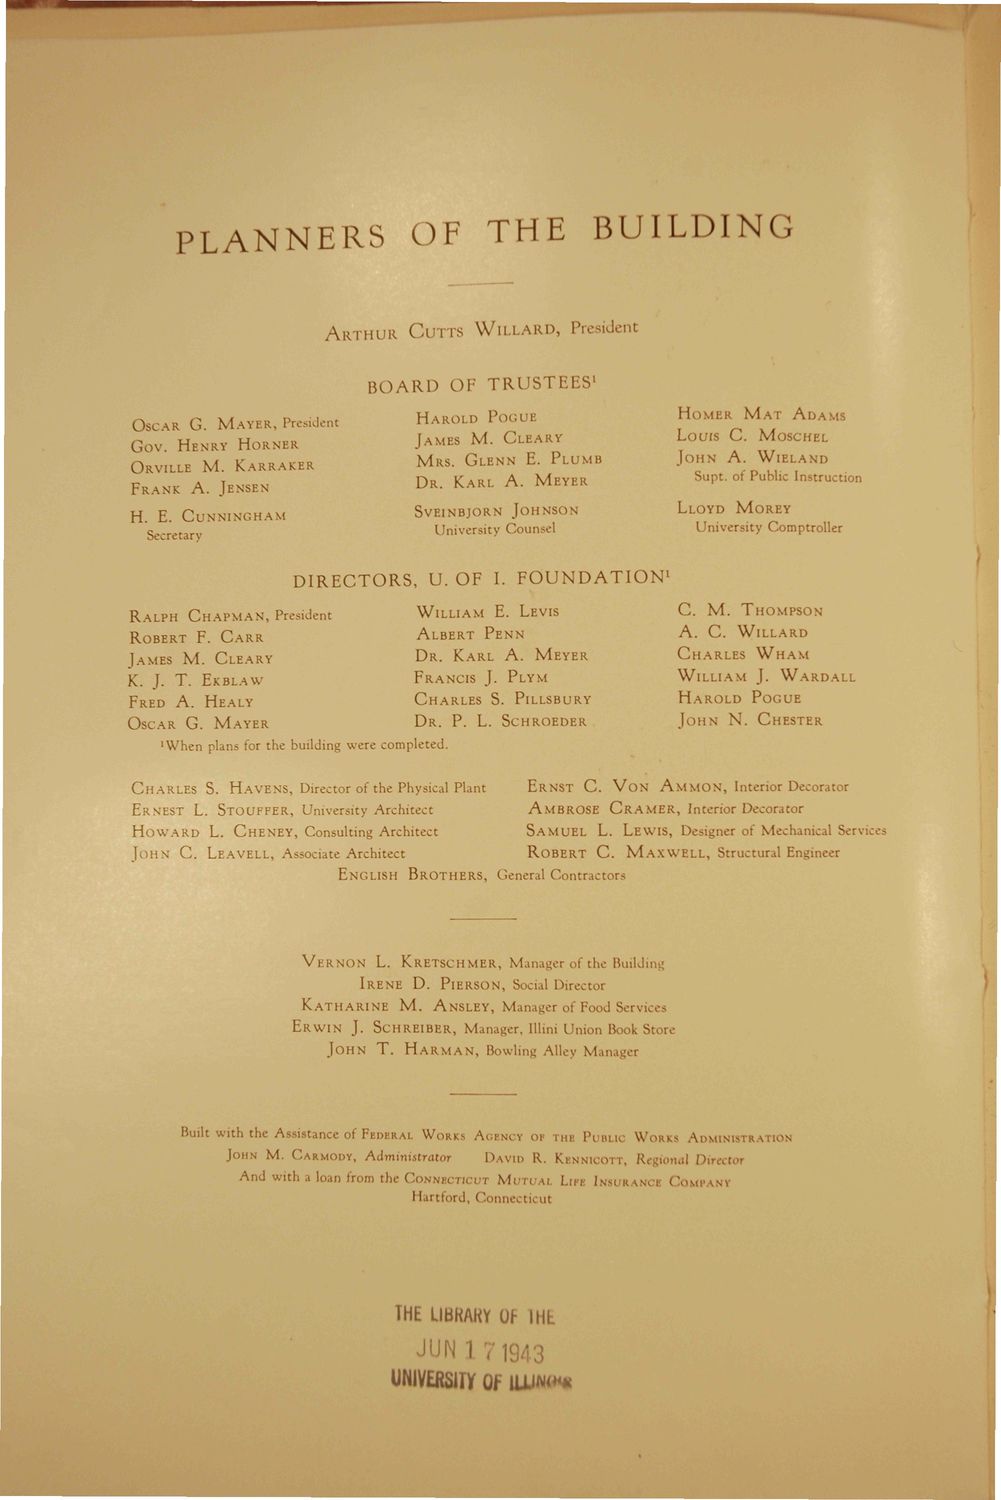 PLANNERS OF THE BUILDING
ARTHUR CUTTS WILLARD, President
BOARD OF TRUSTEES¹
OSCAR G. MAYER, President
GOV. HENRY HORNER
ORVILLE M. KARRAKER
FRANK A. JENSEN
H. E. CUNNINGHAM
Secretary
HAROLD POGUE
JAMES M. CLEARY
MRS. GLENN E. PLUMB
DR. KARL A. MEYER
SVEINBJORN JOHNSON
University Counsel
HOMER MAT ADAMS
LOUIS C. MOSCHEL
JOHN A. WIELAND
Supt. of Public Instruction
LLOYD MOREY
University Comptroller
DIRECTORS, U. OF I. FOUNDATION¹
RALPH CHAPMAN, President
ROBERT F. CARR
JAMES M. CLEARY
K. J. T. EKBLAW
FRED A. HEALY
OSCAR G. MAYER
WILLIAM E. LEVIS
ALBERT PENN
DR. KARL A. MEYER
FRANCIS J. PLYM
CHARLES S. PILLSBURY
DR. P. L. SCHROEDER
C. M. THOMPSON
A. C. WILLARD
CHARLES WHAM
WILLIAM J. WARDALL
HAROLD POGUE
JOHN N. CHESTER
¹When plans for the building were completed.
CHARLES S. HAVENS, Director of the Physical Plant
ERNEST L. STOUFFER, University Architect
HOWARD L. CHENEY, Consulting Architect
JOHN C. LEAVELL, Associate Architect
ERNST C. VON AMMON, Interior Decorator
AMBROSE CRAMER, Interior Decorator
SAMUEL L. LEWIS, Designer of Mechanical Services
ROBERT C. MAXWELL, Structural Engineer
ENGLISH BROTHERS, General Contractors
VERNON L. KRETSCHMER, Manager of the Building
IRENE D. PIERSON, Social Director
KATHARINE M. ANSLEY, Manager of Food Services
ERWIN J. SCHREIBER, Manager, Illini Union Book Store
JOHN T. HARMAN, Bowling Alley Manager
Built with the Assistance of FEDERAL WORKS AGENCY OF THE PUBLIC WORKS ADMINISTRATION
JOHN M. CARMODY, Administrator DAVID R. KENNICOTT, Regional Director
And with a loan from the CONNECTICUT MUTUAL LIFE INSURANCE COMPANY
Hartford, Connecticut
THE LIBRARY OF THE
JUN 17 1943
UNIVERSITY OF ILLINOIS